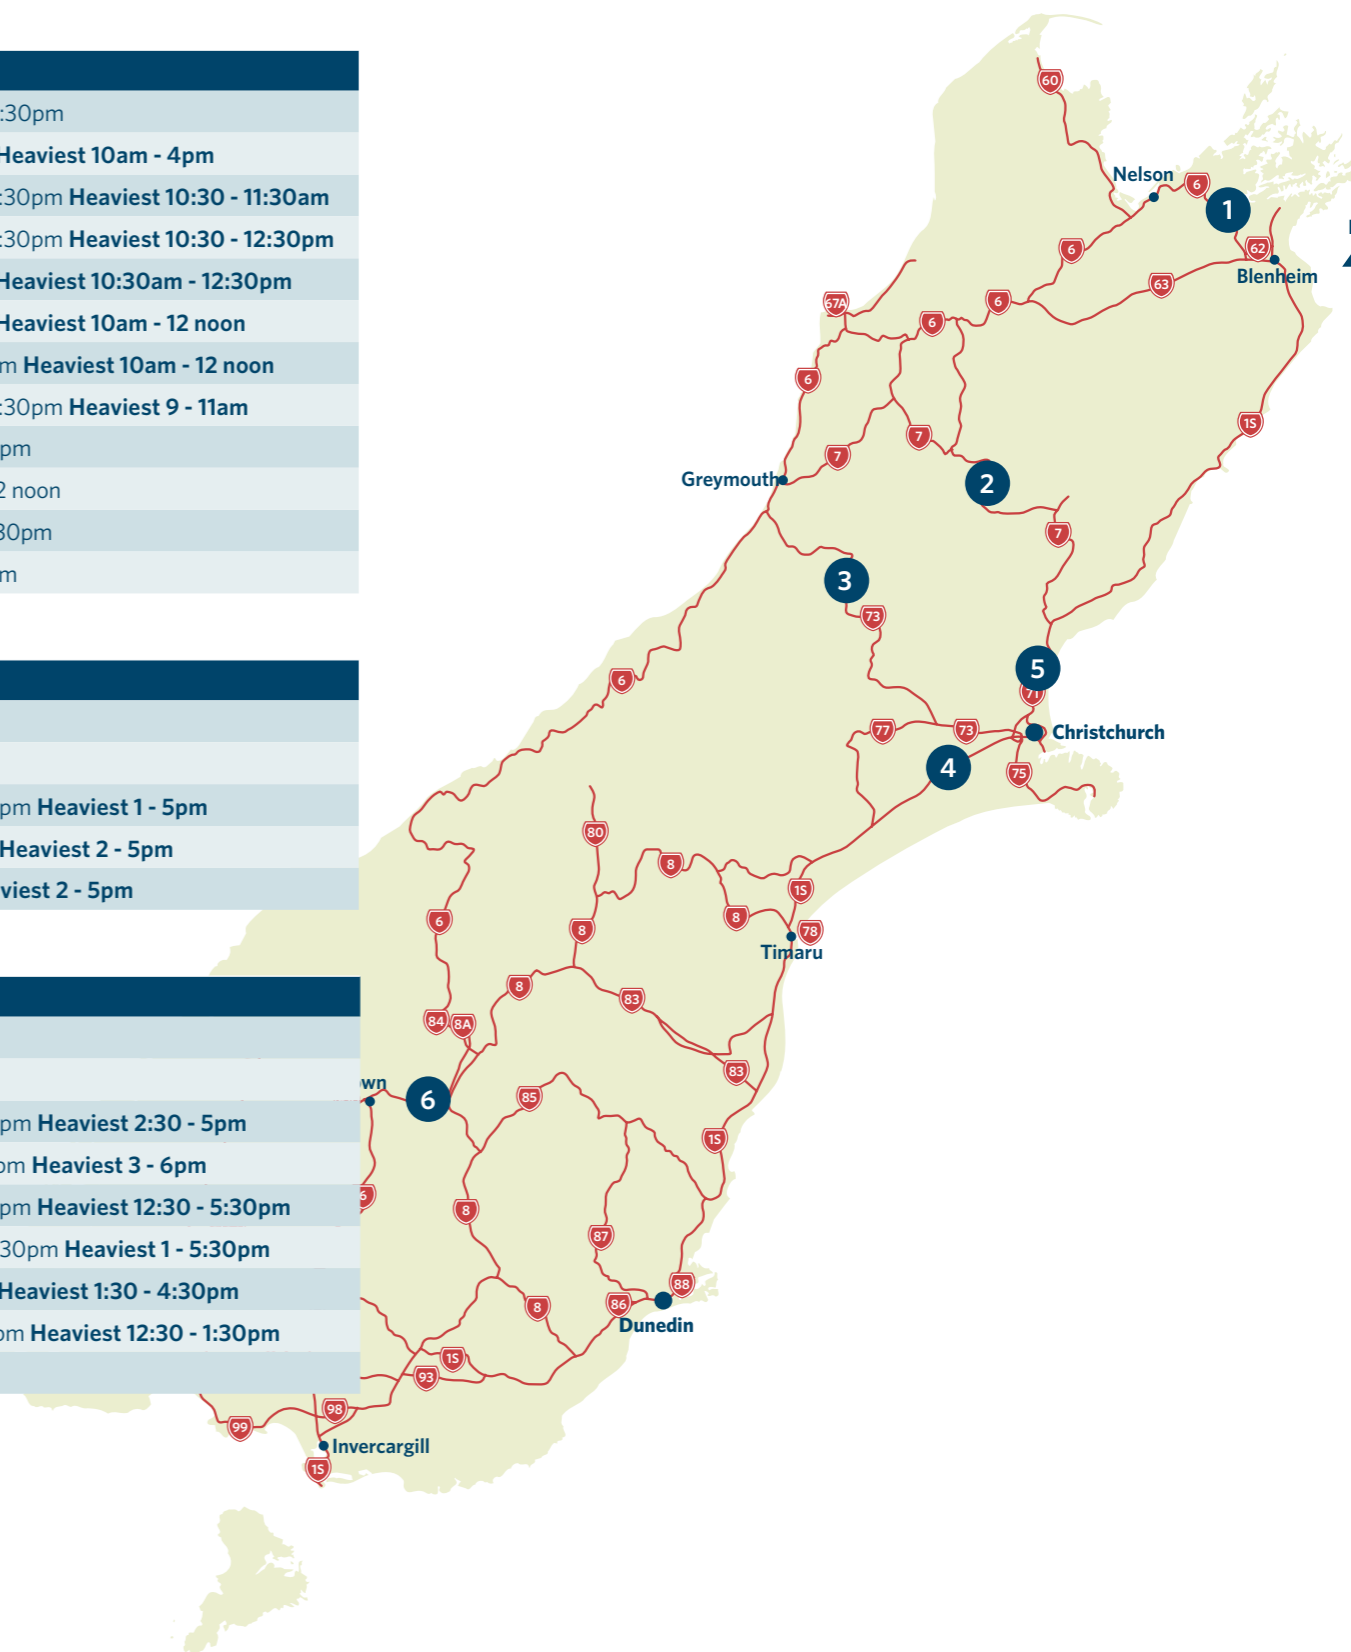 :30pm
Heaviest 10am - 4pm
:30pm Heaviest 10:30 - 11:30am
:30pm Heaviest 10:30 - 12:30pm
Heaviest 10:30am - 12:30pm
Heaviest 10am - 12 noon
m Heaviest 10am - 12 noon
:30pm Heaviest 9 - 11am
pm
2 noon
30pm
m
pm Heaviest 1 - 5pm
Heaviest 2 - 5pm
viest 2 - 5pm
pm Heaviest 2:30 - 5pm
om Heaviest 3 - 6pm
pm Heaviest 12:30 - 5:30pm
:30pm Heaviest 1 - 5:30pm
Heaviest 1:30 - 4:30pm
om Heaviest 12:30 - 1:30pm
60
Nelson
6
1
6
62
Blenheim
63
6
67A
6
6
1S
7
7
Greymouth
2
7
3
73
5
71
6
77
73
Christchurch
4
75
80
8
1S
8
78
6
8
Timaru
8
83
84
8A
83
wn
6
85
1S
6
8
87
88
86
8
Dunedin
1S
93
98
99
Invercargill
1S